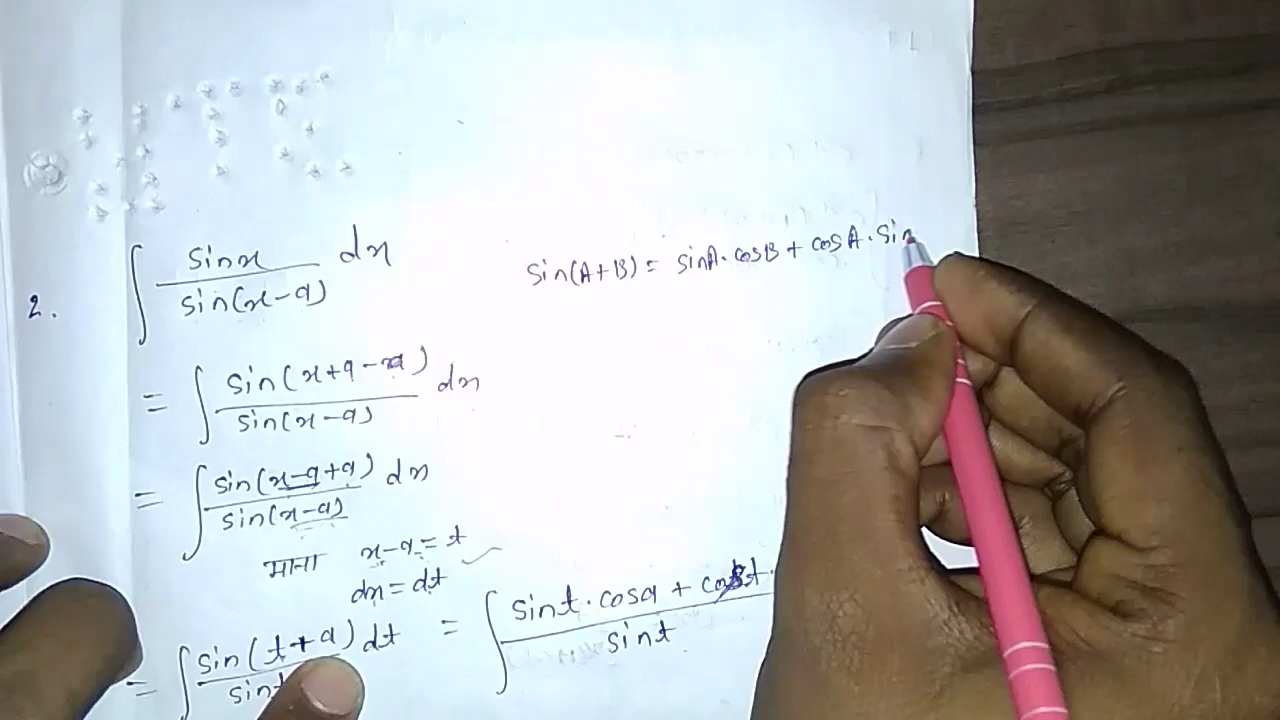 2. ∫ sinx / sin(x-a) dx
sin(A+B) = sinA·cosB + cosA·sin
= ∫ sin(x+a-a) / sin(x-a) dx
= ∫ sin(x-a+a) / sin(x-a) dx
माना x-a = t
dx = dt
= ∫ sin(t+a) / sint dt = ∫ sint·cosa + cost· / sint